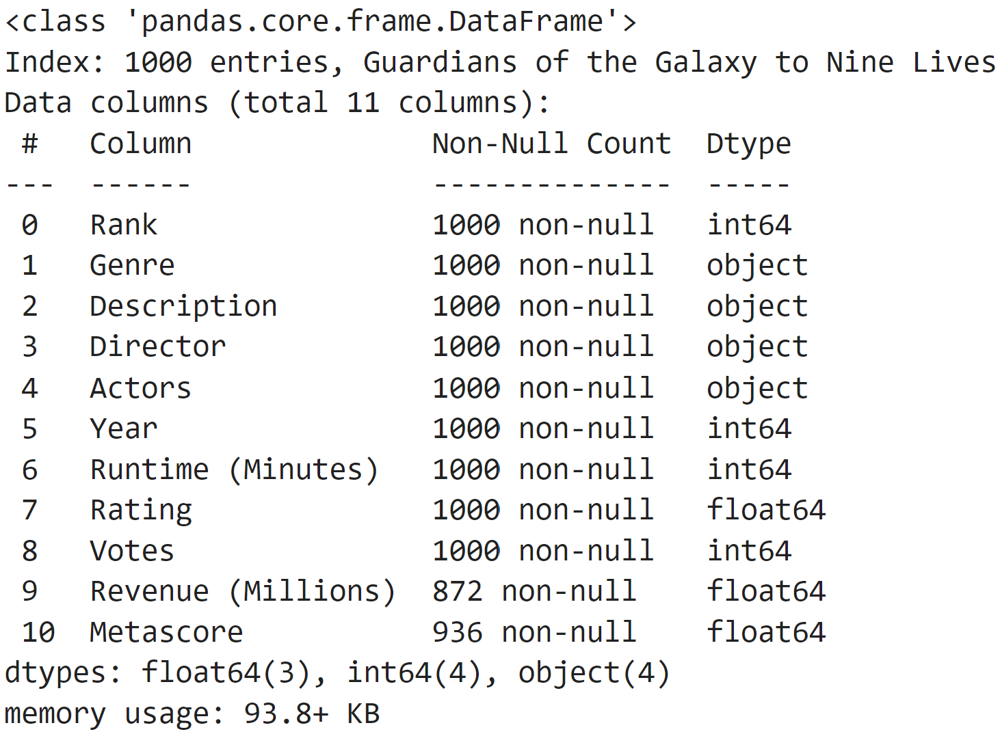 <class 'pandas.core.frame.DataFrame'>
Index: 1000 entries, Guardians of the Galaxy to Nine Lives
Data columns (total 11 columns):
 #   Column              Non-Null Count  Dtype
---  ------              --------------  -----
 0   Rank                1000 non-null   int64
 1   Genre               1000 non-null   object
 2   Description         1000 non-null   object
 3   Director            1000 non-null   object
 4   Actors              1000 non-null   object
 5   Year                1000 non-null   int64
 6   Runtime (Minutes)   1000 non-null   int64
 7   Rating              1000 non-null   float64
 8   Votes               1000 non-null   int64
 9   Revenue (Millions)  872 non-null    float64
 10  Metascore           936 non-null    float64
dtypes: float64(3), int64(4), object(4)
memory usage: 93.8+ KB